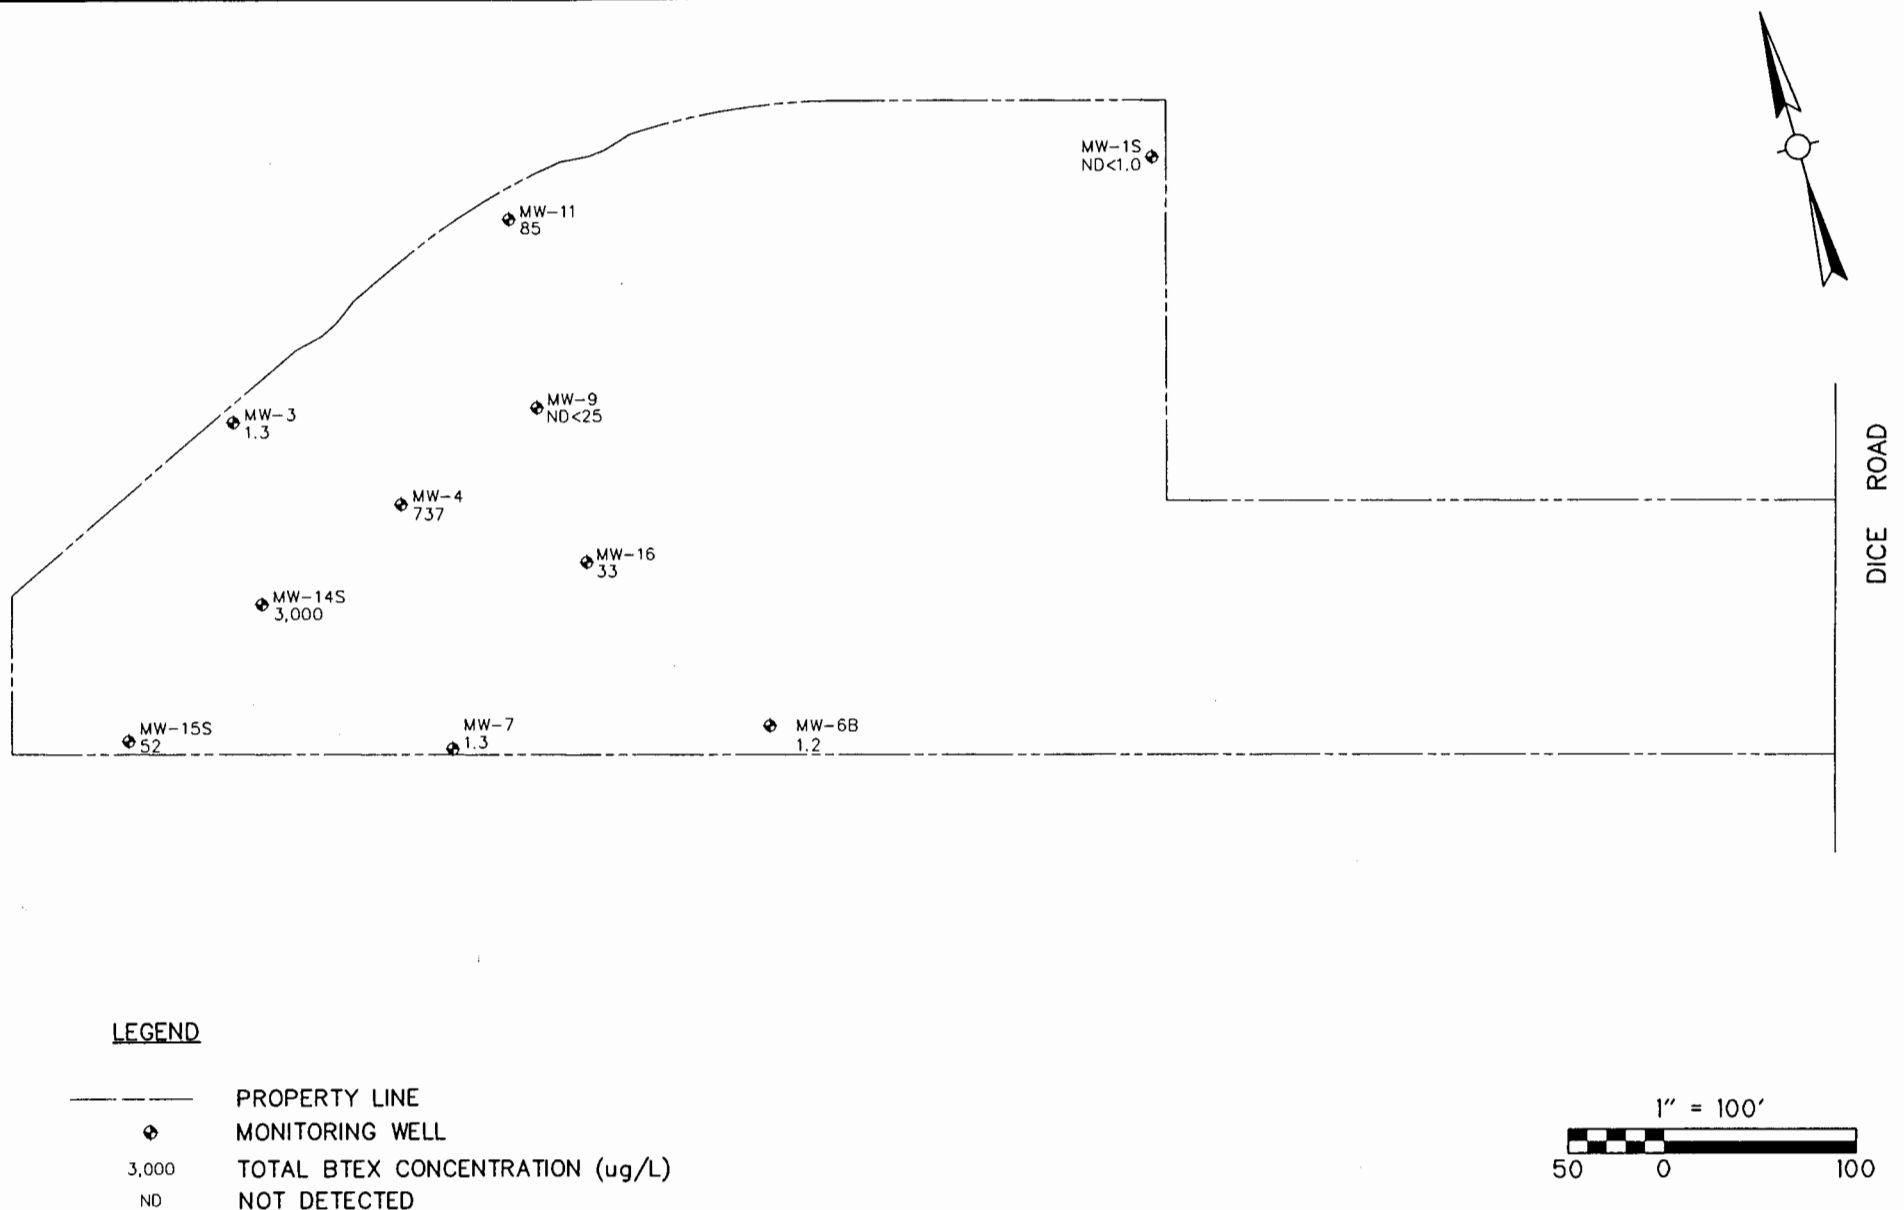 MW-1S
ND<1.0
MW-11
85
MW-9
ND<25
MW-3
1.3
MW-4
737
MW-16
33
MW-14S
3,000
MW-15S
52
MW-7
1.3
MW-6B
1.2
DICE ROAD
LEGEND
PROPERTY LINE
MONITORING WELL
3,000 TOTAL BTEX CONCENTRATION (ug/L)
ND NOT DETECTED
1" = 100'
50 0 100